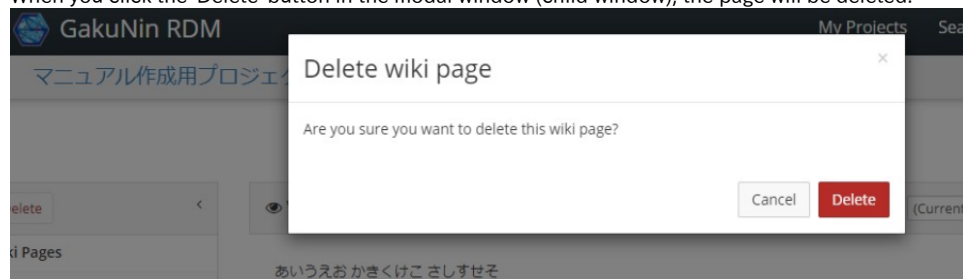 When you click the 'Delete' button in the modal window (child window), the page will be deleted.
GakuNin RDM
My Projects
マニュアル作成用プロジェク
Delete wiki page
×
Are you sure you want to delete this wiki page?
Cancel
Delete
elete
(Current
ki Pages
あいうえお かきくけこ さしすせそ